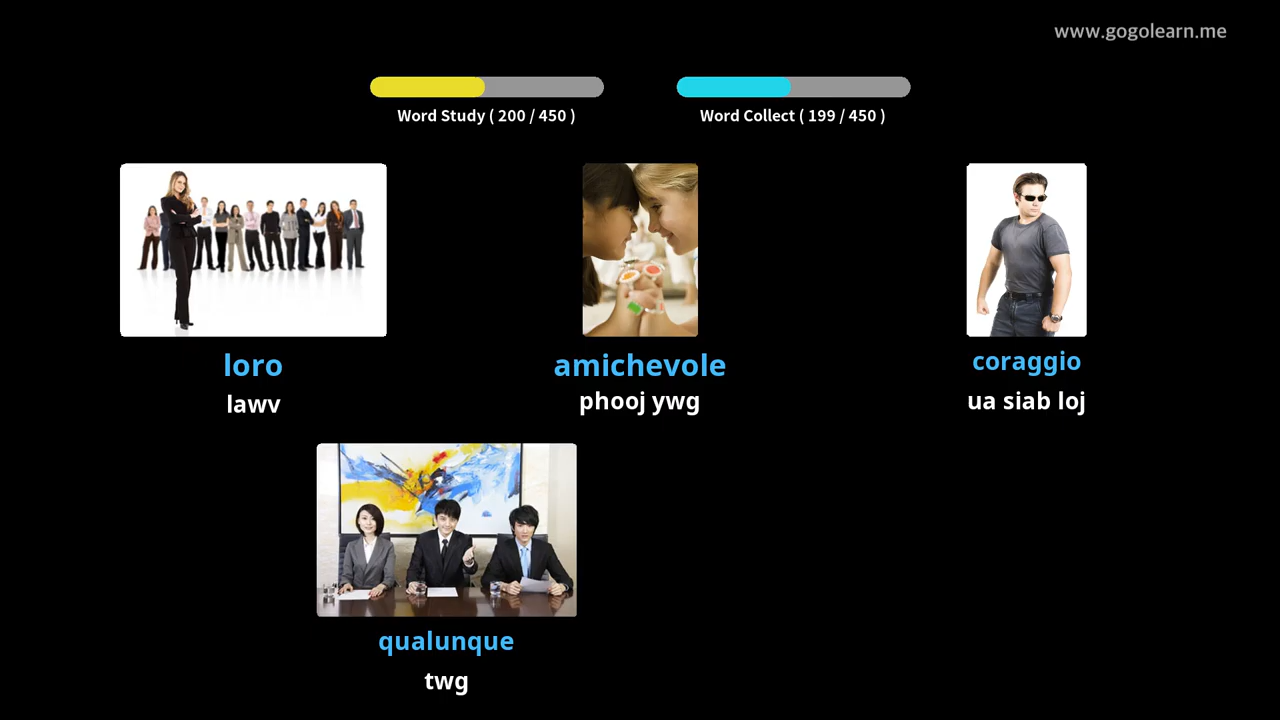 www.gogolearn.me
Word Study ( 200 / 450 )
Word Collect ( 199 / 450 )
loro
lawv
amichevole
phooj ywg
coraggio
ua siab loj
qualunque
twg